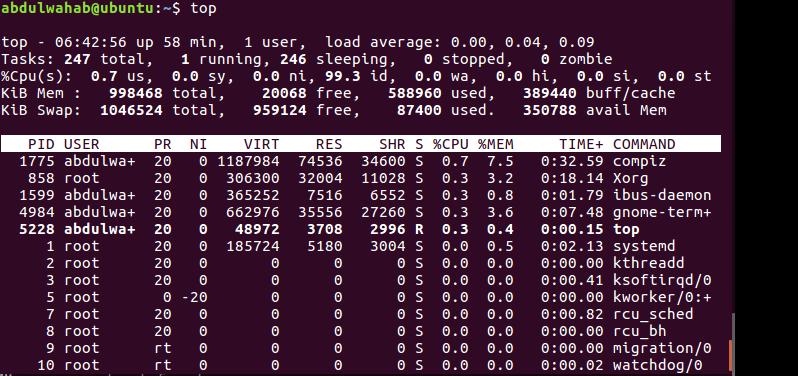 abdulwahab@ubuntu:~$ top
top - 06:42:56 up 58 min,  1 user,  load average: 0.00, 0.04, 0.09
Tasks: 247 total,   1 running, 246 sleeping,   0 stopped,   0 zombie
%Cpu(s):  0.7 us,  0.0 sy,  0.0 ni, 99.3 id,  0.0 wa,  0.0 hi,  0.0 si,  0.0 st
KiB Mem :   998468 total,    20068 free,   588960 used,   389440 buff/cache
KiB Swap:  1046524 total,   959124 free,    87400 used.   350788 avail Mem
PID USER      PR  NI    VIRT    RES    SHR S %CPU %MEM     TIME+ COMMAND
1775 abdulwa+  20   0 1187984  74536  34600 S  0.7  7.5   0:32.59 compiz
858 root      20   0  306300  32004  11028 S  0.3  3.2   0:18.14 Xorg
1599 abdulwa+  20   0  365252   7516   6552 S  0.3  0.8   0:01.79 ibus-daemon
4984 abdulwa+  20   0  662976  35556  27260 S  0.3  3.6   0:07.48 gnome-term+
5228 abdulwa+  20   0   48972   3708   2996 R  0.3  0.4   0:00.15 top
1 root      20   0  185724   5180   3004 S  0.0  0.5   0:02.13 systemd
2 root      20   0       0      0      0 S  0.0  0.0   0:00.00 kthreadd
3 root      20   0       0      0      0 S  0.0  0.0   0:00.41 ksoftirqd/0
5 root       0 -20       0      0      0 S  0.0  0.0   0:00.00 kworker/0:+
7 root      20   0       0      0      0 S  0.0  0.0   0:00.82 rcu_sched
8 root      20   0       0      0      0 S  0.0  0.0   0:00.00 rcu_bh
9 root      rt   0       0      0      0 S  0.0  0.0   0:00.00 migration/0
10 root      rt   0       0      0      0 S  0.0  0.0   0:00.02 watchdog/0